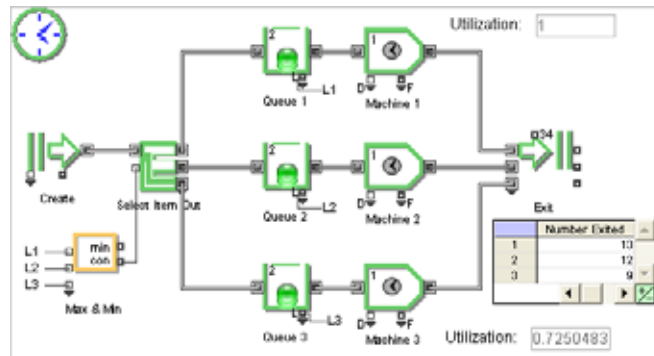 Utilization: 1
2
L
L1
Queue 1
1
D
F
Machine 1
Create
Select Item Out
2
L
L2
Queue 2
1
D
F
Machine 2
34
Exit
L1
L2
L3
min
con
Max & Min
Number Exited
1 13
2 12
3 9
2
L
L3
Queue 3
1
D
F
Machine 3
Utilization: 0.7250483